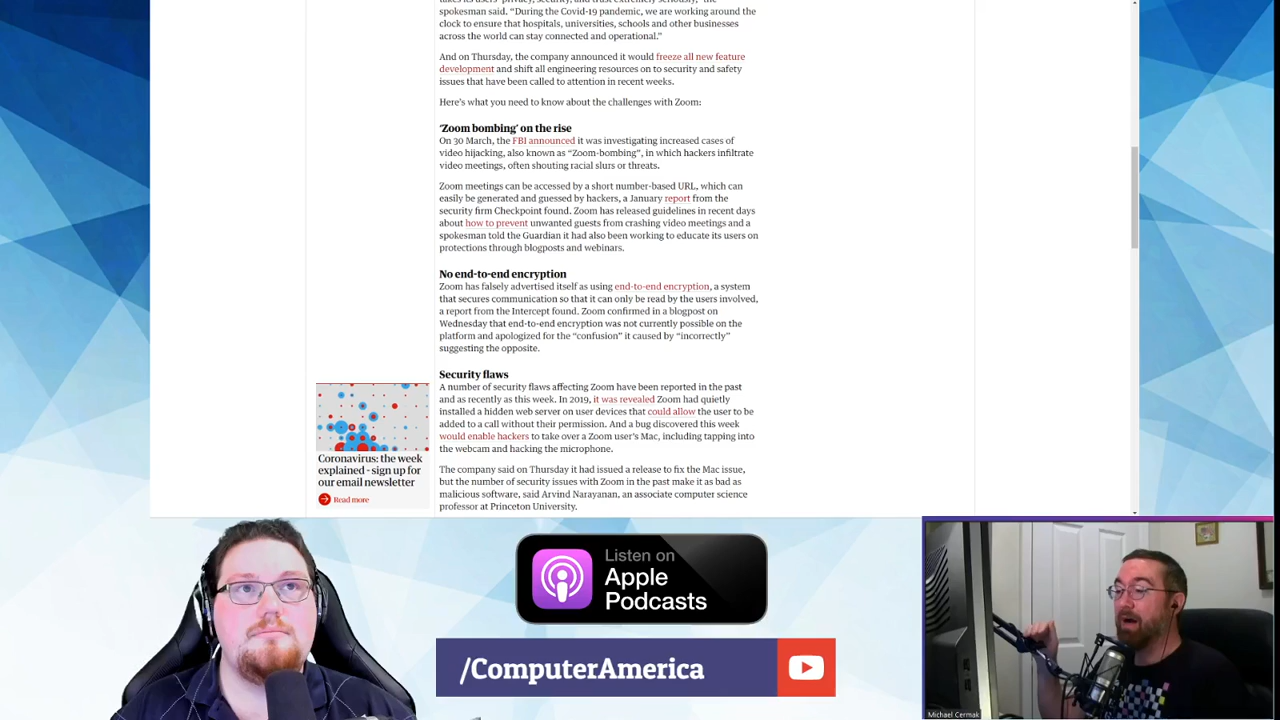 takes its users' privacy, security, and trust extremely seriously," the
spokesman said. “During the Covid-19 pandemic, we are working around the
clock to ensure that hospitals, universities, schools and other businesses
across the world can stay connected and operational.”
And on Thursday, the company announced it would freeze all new feature
development and shift all engineering resources on to security and safety
issues that have been called to attention in recent weeks.
Here’s what you need to know about the challenges with Zoom:
‘Zoom bombing’ on the rise
On 30 March, the FBI announced it was investigating increased cases of
video hijacking, also known as “Zoom-bombing”, in which hackers infiltrate
video meetings, often shouting racial slurs or threats.
Zoom meetings can be accessed by a short number-based URL, which can
easily be generated and guessed by hackers, a January report from the
security firm Checkpoint found. Zoom has released guidelines in recent days
about how to prevent unwanted guests from crashing video meetings and a
spokesman told the Guardian it had also been working to educate its users on
protections through blogposts and webinars.
No end-to-end encryption
Zoom has falsely advertised itself as using end-to-end encryption, a system
that secures communication so that it can only be read by the users involved,
a report from the Intercept found. Zoom confirmed in a blogpost on
Wednesday that end-to-end encryption was not currently possible on the
platform and apologized for the “confusion” it caused by “incorrectly”
suggesting the opposite.
Security flaws
A number of security flaws affecting Zoom have been reported in the past
and as recently as this week. In 2019, it was revealed Zoom had quietly
installed a hidden web server on user devices that could allow the user to be
added to a call without their permission. And a bug discovered this week
would enable hackers to take over a Zoom user’s Mac, including tapping into
the webcam and hacking the microphone.
The company said on Thursday it had issued a release to fix the Mac issue,
but the number of security issues with Zoom in the past make it as bad as
malicious software, said Arvind Narayanan, an associate computer science
professor at Princeton University.
Coronavirus: the week
explained - sign up for
our email newsletter
Read more
Listen on
Apple
Podcasts
/ComputerAmerica
Michael Cermak